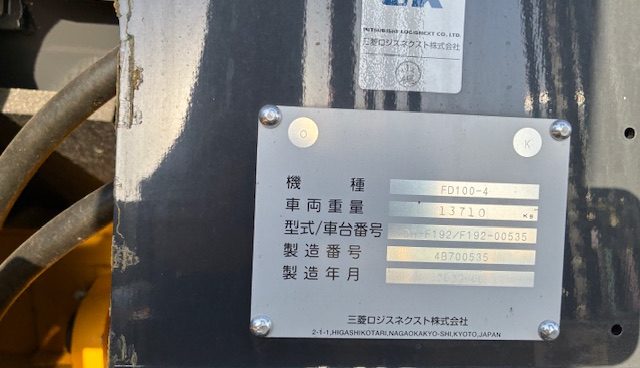 MITSUBISHI LOGISNEXT CO., LTD.
三菱ロジスネクスト株式会社
O K
機 種 FD100-4
車両重量 13710 Kg
型式/車台番号 F192/F192-00535
製造番号 4B700535
製造年月
三菱ロジスネクスト株式会社
2-1-1,HIGASHIKOTARI,NAGAOKAKYO-SHI,KYOTO,JAPAN